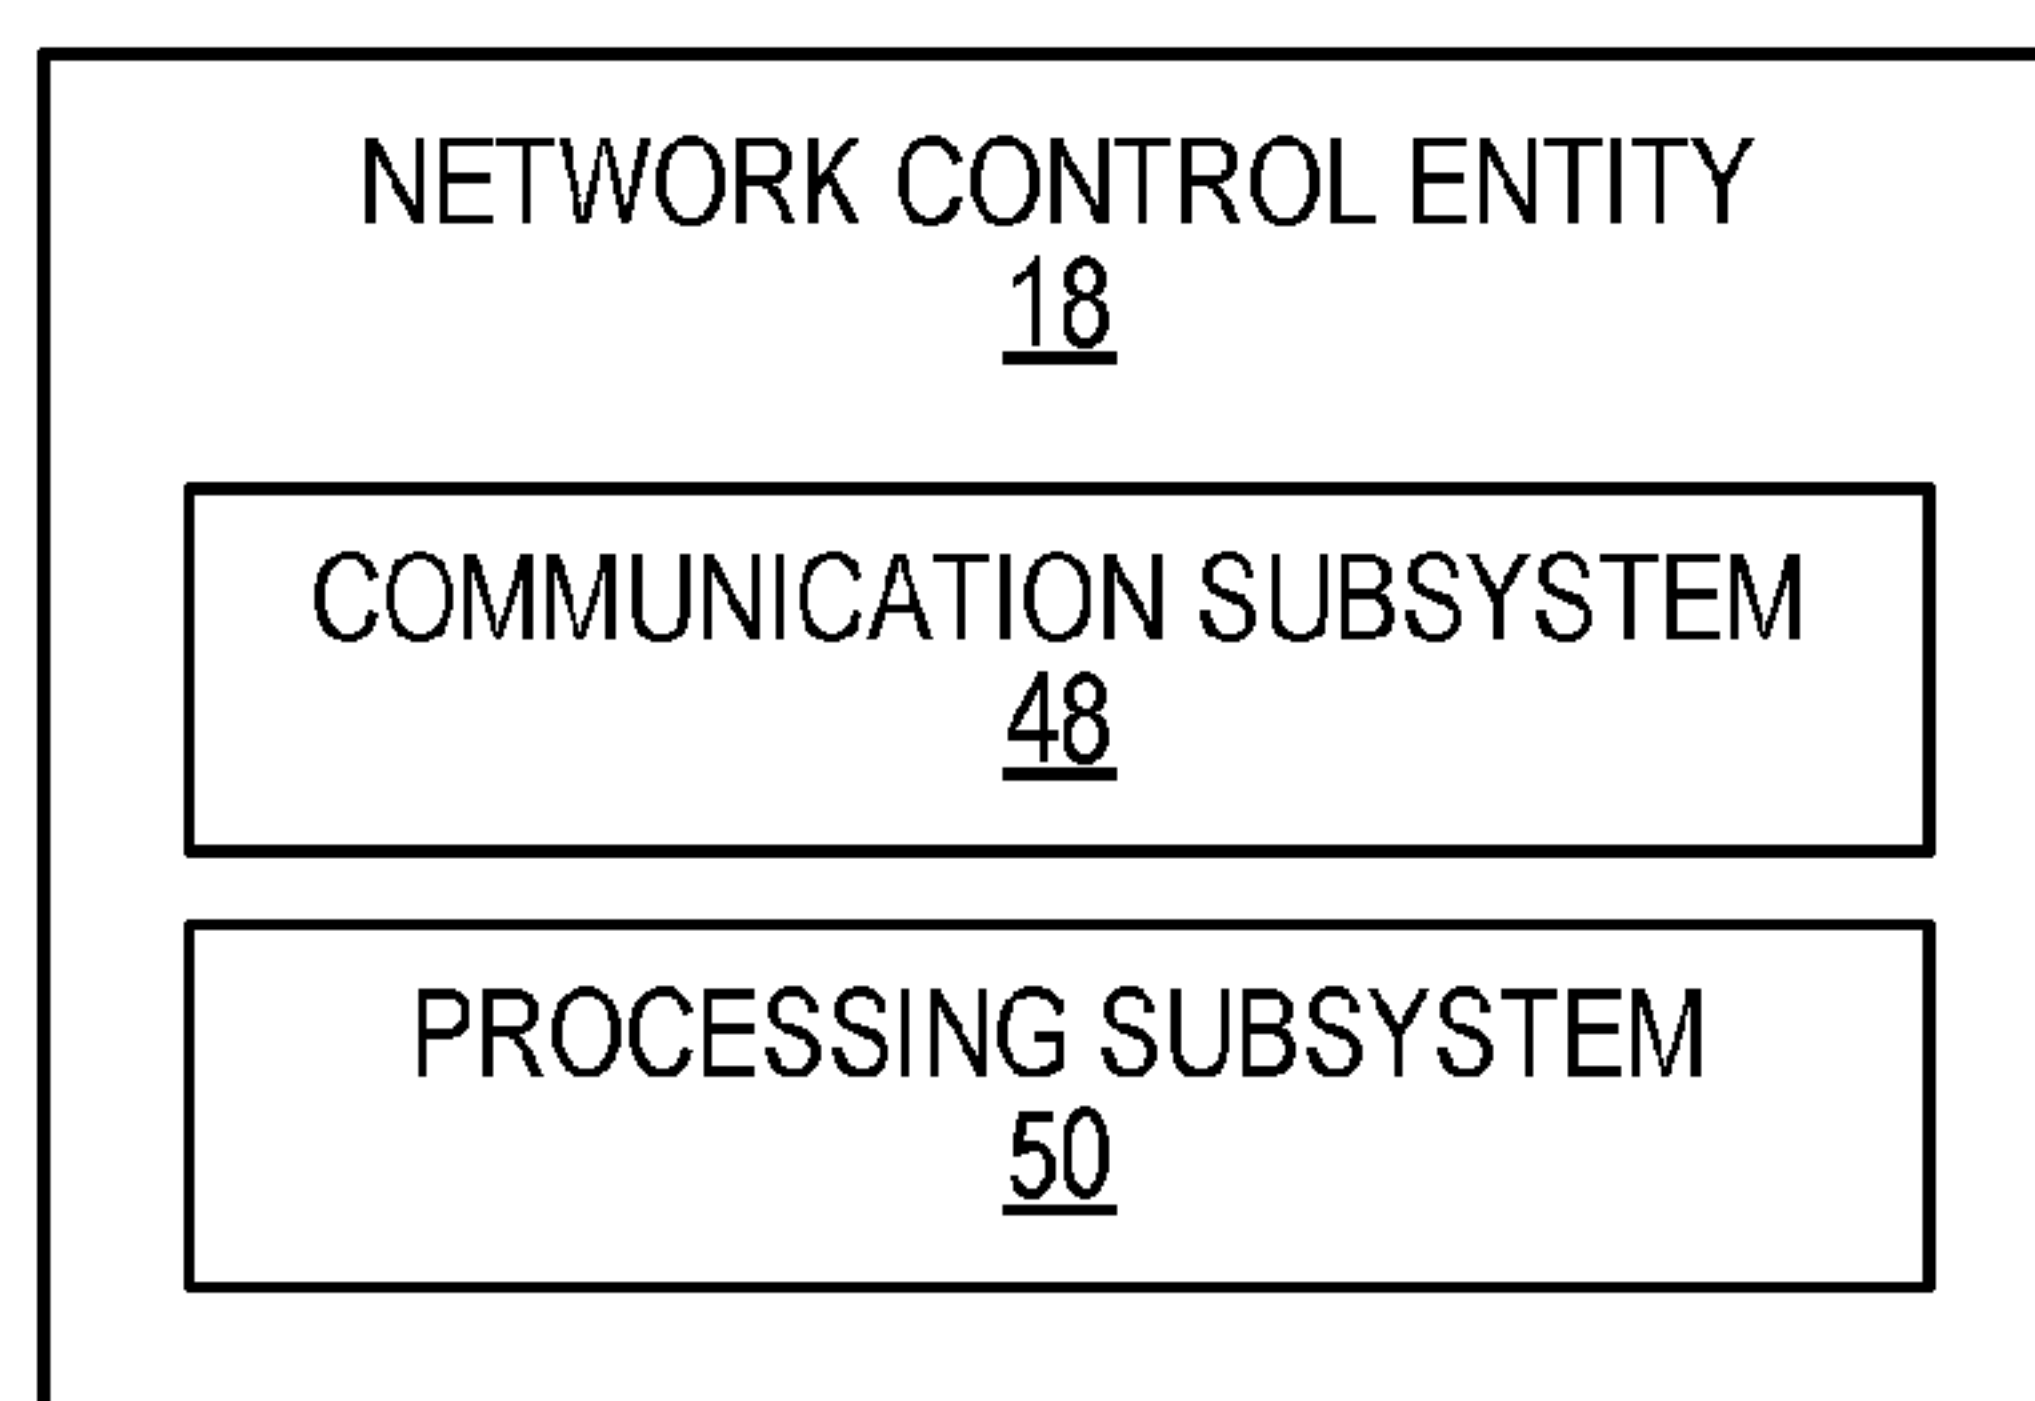 NETWORK CONTROL ENTITY
18
COMMUNICATION SUBSYSTEM
48
PROCESSING SUBSYSTEM
50